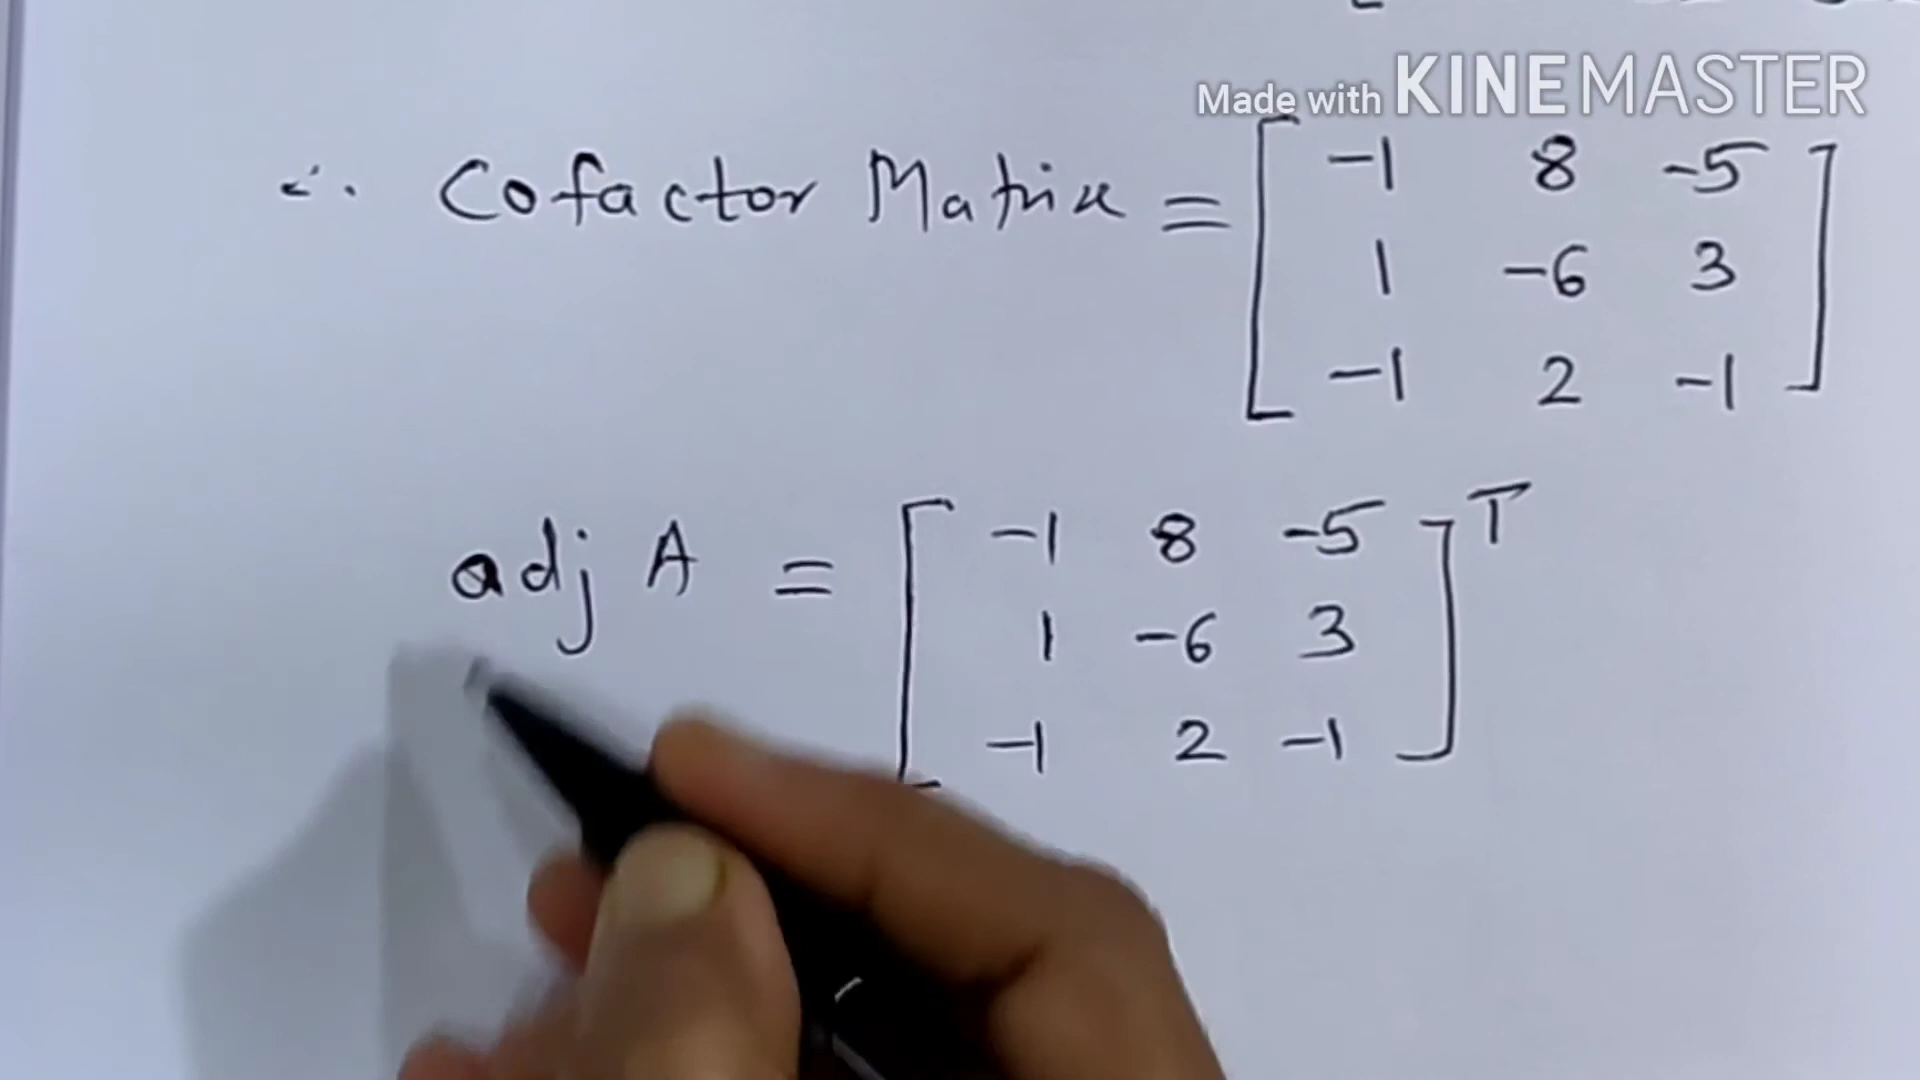 Made with KINEMASTER
∴ Cofactor Matrix = [ -1 8 -5
1 -6 3
-1 2 -1 ]
adj A = [ -1 8 -5
1 -6 3
-1 2 -1 ]ᵀ